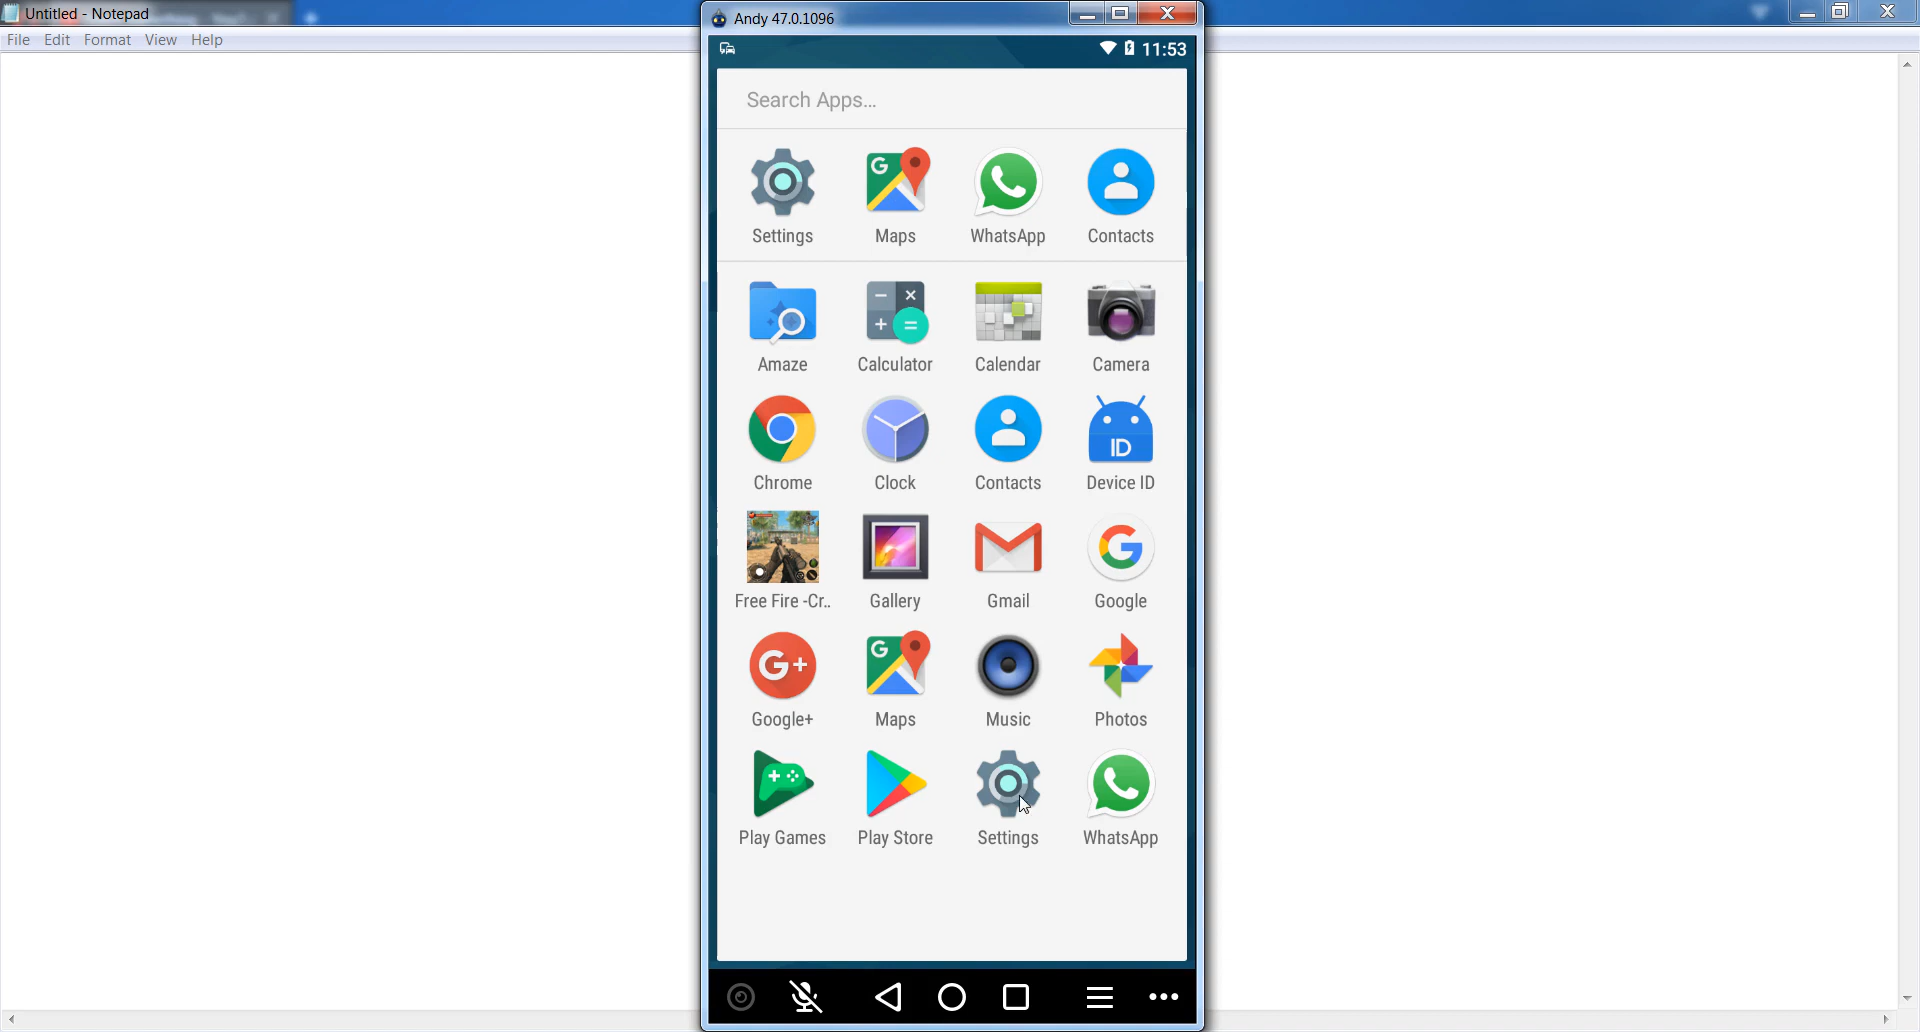 Untitled - Notepad
File Edit Format View Help
Andy 47.0.1096
11:53
Search Apps...
Settings Maps WhatsApp Contacts
Amaze Calculator Calendar Camera
Chrome Clock Contacts Device ID
ID
Free Fire -Cr.. Gallery Gmail Google
Google+ Maps Music Photos
Play Games Play Store Settings WhatsApp